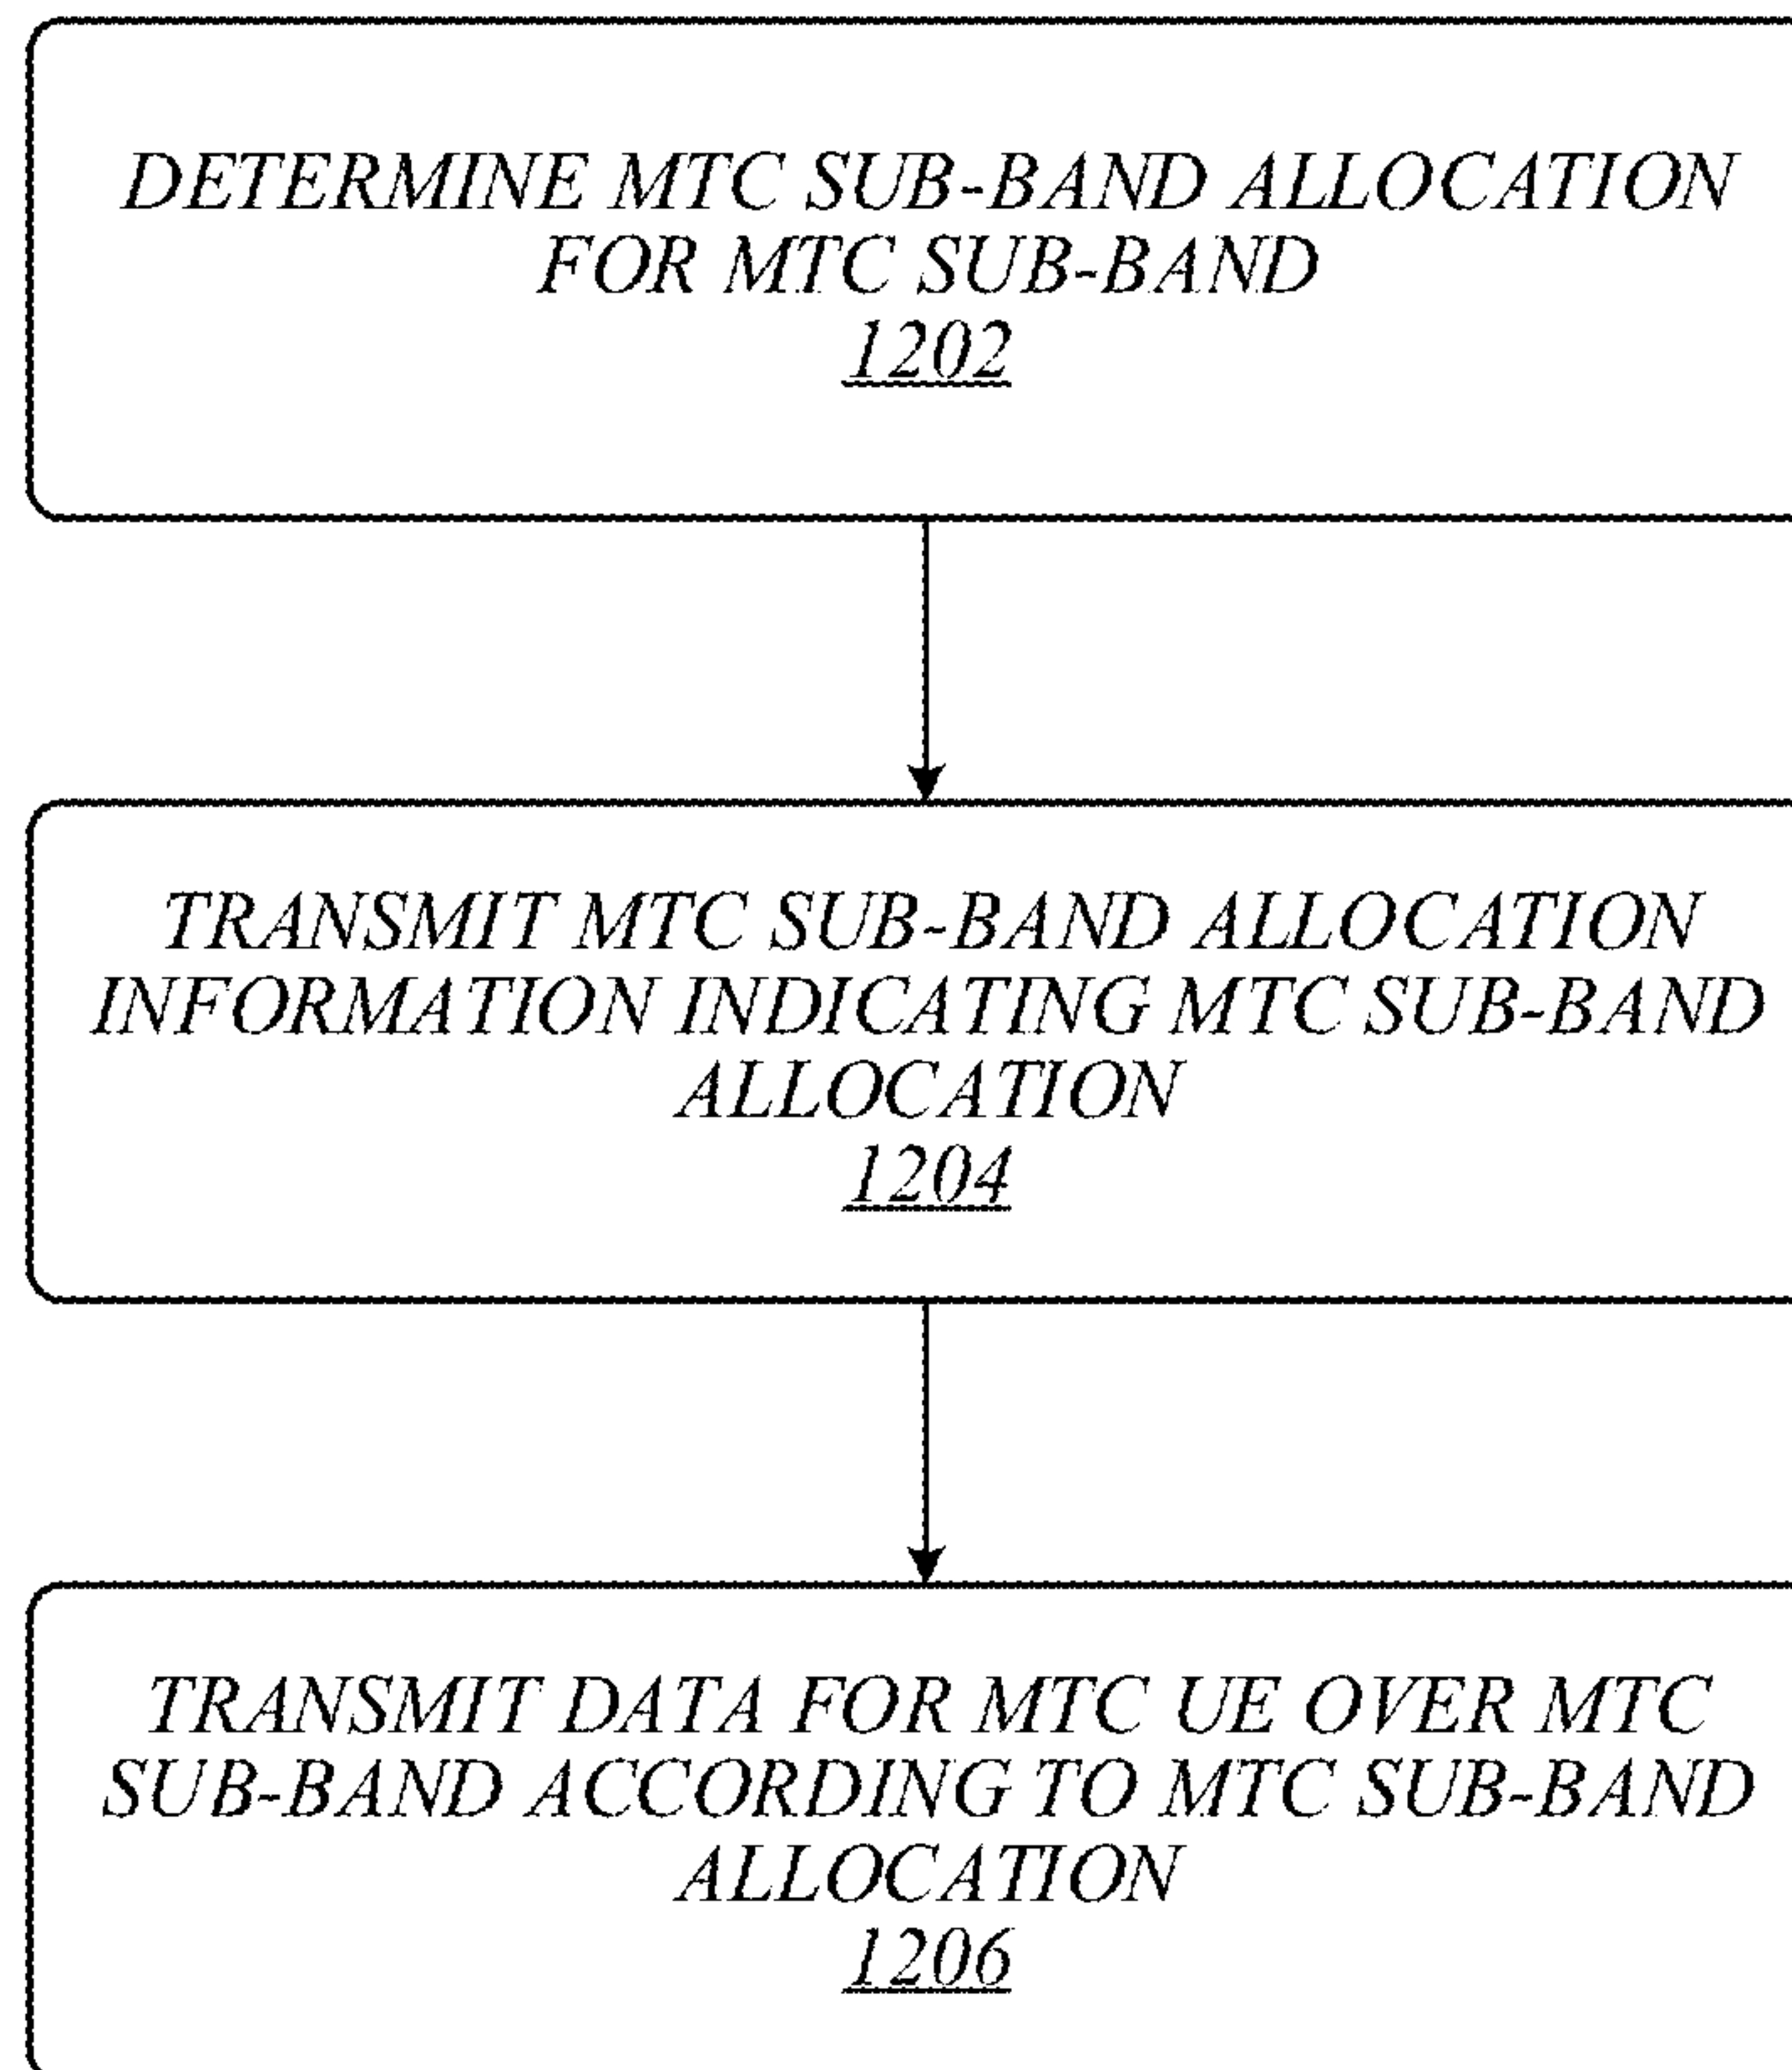 DETERMINE MTC SUB-BAND ALLOCATION
FOR MTC SUB-BAND
1202
TRANSMIT MTC SUB-BAND ALLOCATION
INFORMATION INDICATING MTC SUB-BAND
ALLOCATION
1204
TRANSMIT DATA FOR MTC UE OVER MTC
SUB-BAND ACCORDING TO MTC SUB-BAND
ALLOCATION
1206